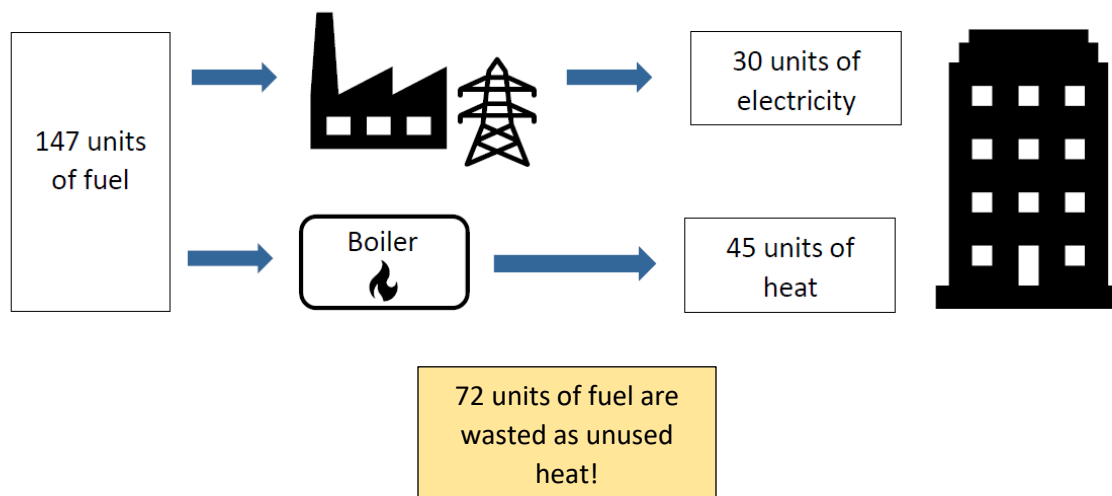 147 units
of fuel
30 units of
electricity
Boiler
45 units of
heat
72 units of fuel are
wasted as unused
heat!